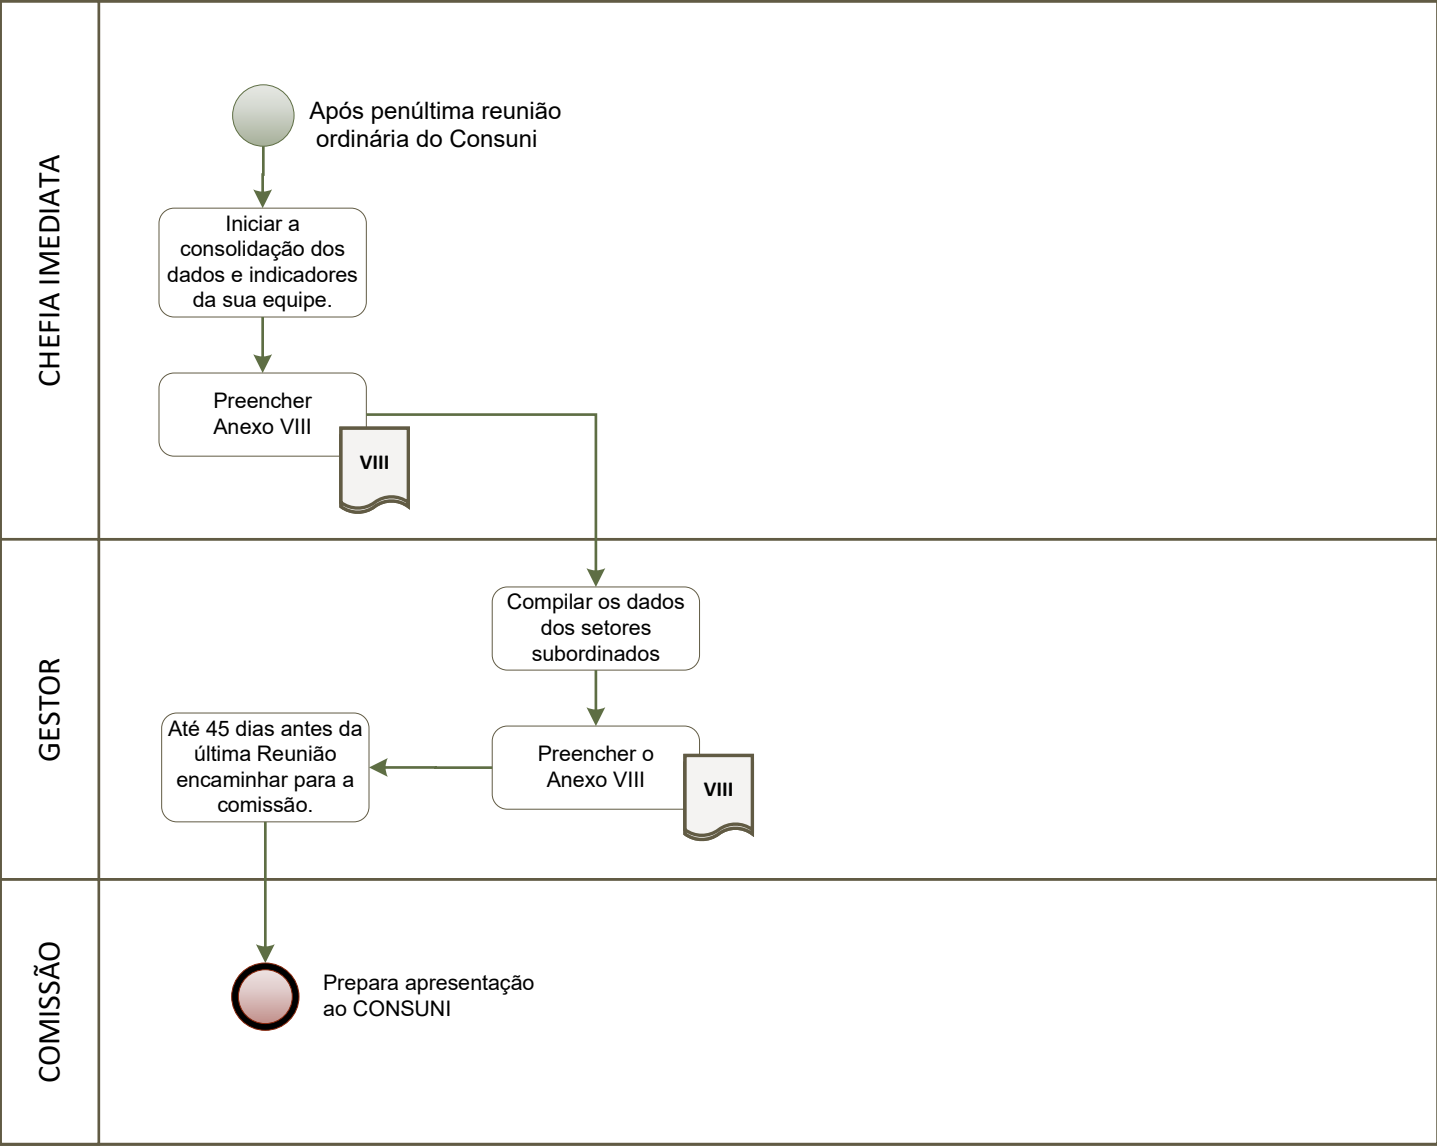 CHEFIA IMEDIATA
Após penúltima reunião
ordinária do Consuni
Iniciar a
consolidação dos
dados e indicadores
da sua equipe.
Preencher
Anexo VIII
VIII
GESTOR
Compilar os dados
dos setores
subordinados
Preencher o
Anexo VIII
VIII
Até 45 dias antes da
última Reunião
encaminhar para a
comissão.
COMISSÃO
Prepara apresentação
ao CONSUNI